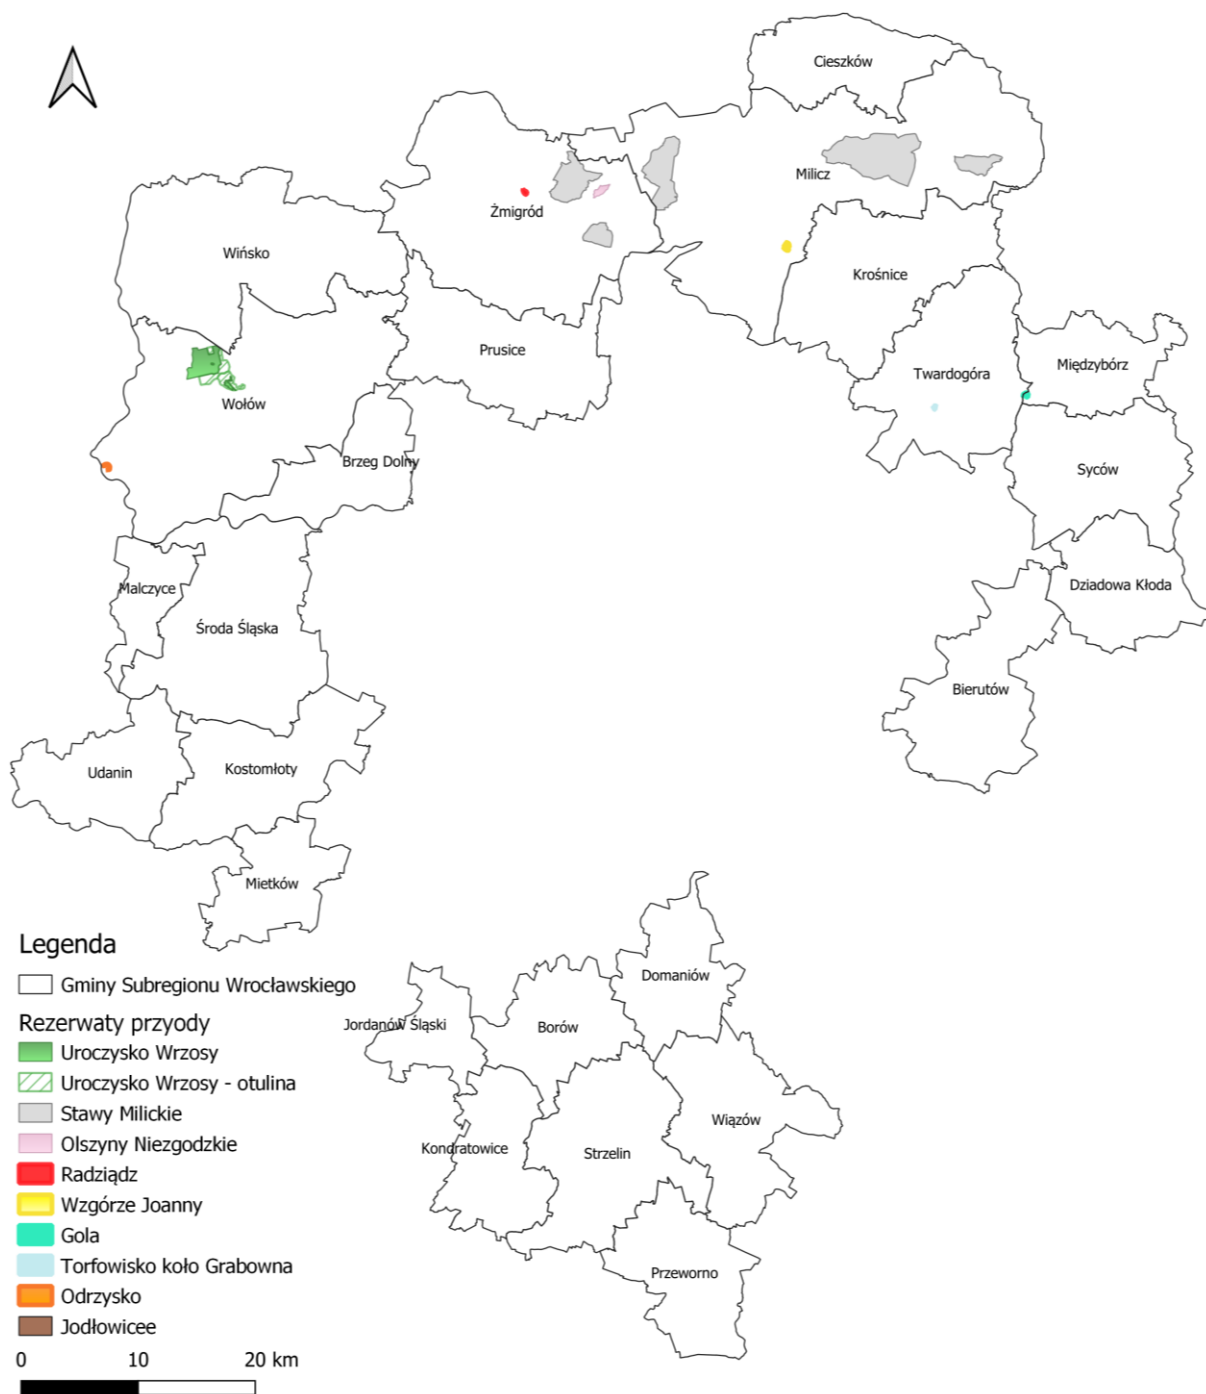 Cieszków
Milicz
Żmigród
Wińsko
Krośnice
Prusice
Międzybórz
Twardogóra
Wołów
Brzeg Dolny
Syców
Malczyce
Dziadowa Kłoda
Środa Śląska
Bierutów
Udanin
Kostomłoty
Mietków
Legenda
Gminy Subregionu Wrocławskiego
Rezerwaty przyody
Uroczysko Wrzosy
Uroczysko Wrzosy - otulina
Stawy Milickie
Olszyny Niezgodzkie
Radziądz
Wzgórze Joanny
Gola
Torfowisko koło Grabowna
Odrzysko
Jodłowicee
0 10 20 km
Domaniów
Jordanów Śląski
Borów
Wiązów
Kondratowice
Strzelin
Przeworno